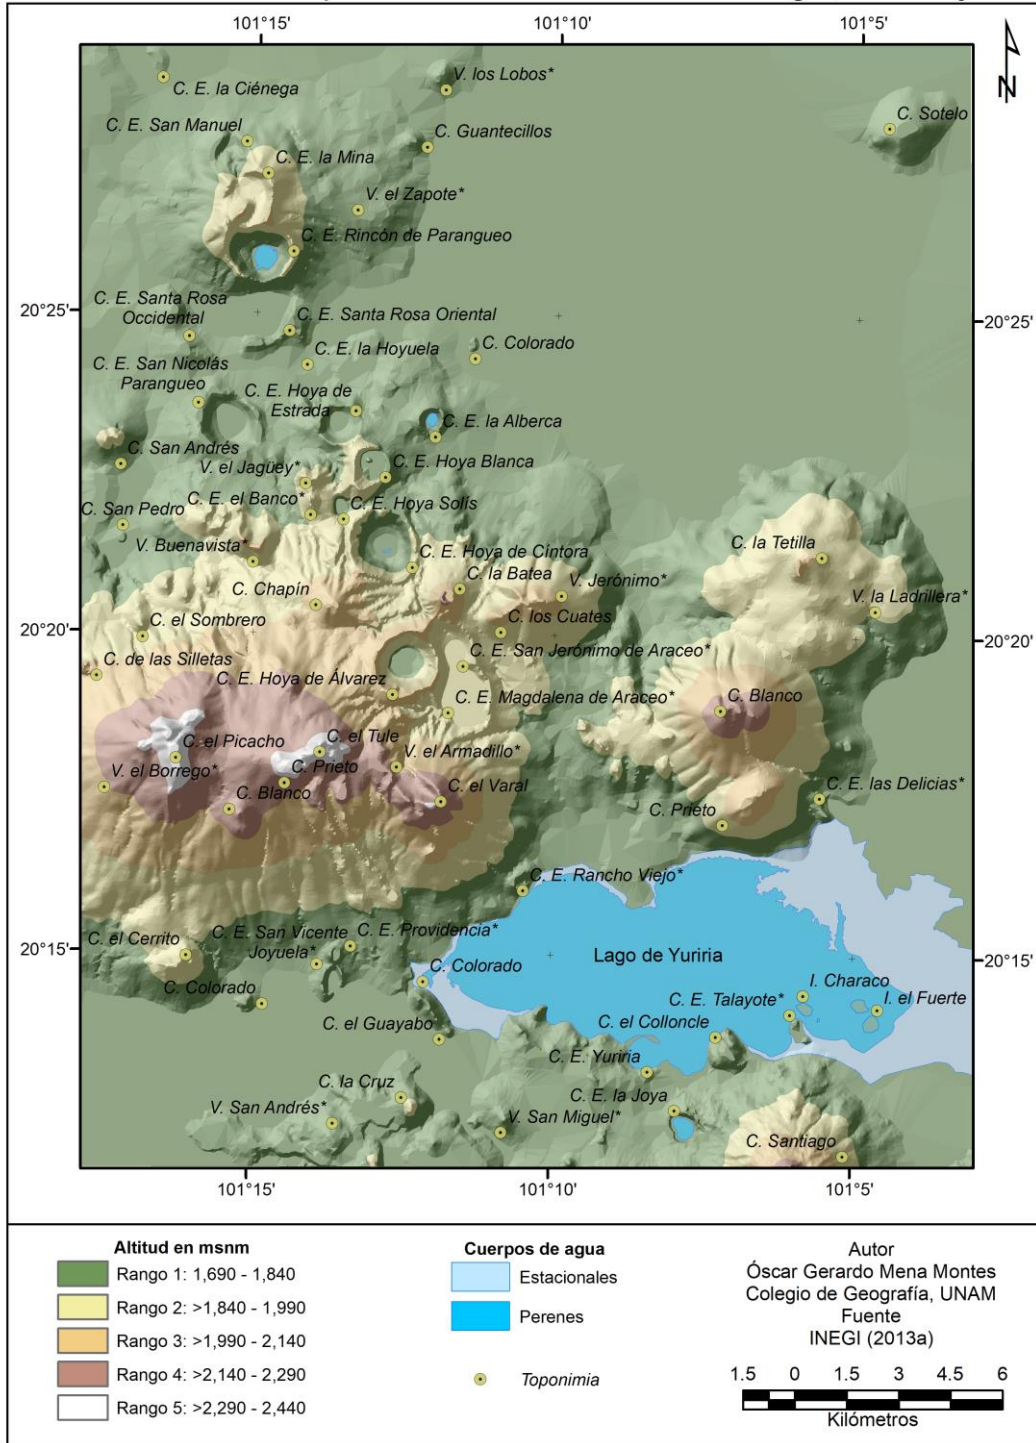 101°15'
101°10'
101°5'
N
V. los Lobos*
C. E. la Ciénega
C. Sotelo
C. E. San Manuel
C. Guantecillos
C. E. la Mina
V. el Zapote*
C. E. Rincón de Parangueo
20°25'
C. E. Santa Rosa
Occidental
C. E. Santa Rosa Oriental
20°25'
C. Colorado
C. E. la Hoyuela
C. E. San Nicolás
Parangueo
C. E. Hoya de
Estrada
C. E. la Alberca
C. San Andrés
C. E. Hoya Blanca
V. el Jagüey*
C. E. el Banco*
C. E. Hoya Solís
C. San Pedro
V. Buenavista*
C. E. Hoya de Cíntora
C. la Tetilla
C. la Batea
V. Jerónimo*
C. Chapín
V. la Ladrillera*
C. el Sombrero
C. los Cuates
20°20'
20°20'
C. de las Silletas
C. E. San Jerónimo de Araceo*
C. E. Hoya de Álvarez
C. Blanco
C. E. Magdalena de Araceo*
C. el Tule
C. el Picacho
V. el Armadillo*
C. Prieto
V. el Borrego*
C. Blanco
C. el Varal
C. E. las Delicias*
C. Prieto
C. E. Rancho Viejo*
C. el Cerrito
C. E. San Vicente
Joyuela*
C. E. Providencia*
20°15'
Lago de Yuriria
20°15'
C. Colorado
C. Colorado
I. Characo
C. E. Talayote*
I. el Fuerte
C. el Guayabo
C. el Colloncle
C. E. Yuriria
C. la Cruz
C. E. la Joya
V. San Andrés*
V. San Miguel*
C. Santiago
101°15'
101°10'
101°5'
Altitud en msnm
Rango 1: 1,690 - 1,840
Rango 2: >1,840 - 1,990
Rango 3: >1,990 - 2,140
Rango 4: >2,140 - 2,290
Rango 5: >2,290 - 2,440
Cuerpos de agua
Estacionales
Perenes
Toponimia
Autor
Óscar Gerardo Mena Montes
Colegio de Geografía, UNAM
Fuente
INEGI (2013a)
1.5 0 1.5 3 4.5 6
Kilómetros